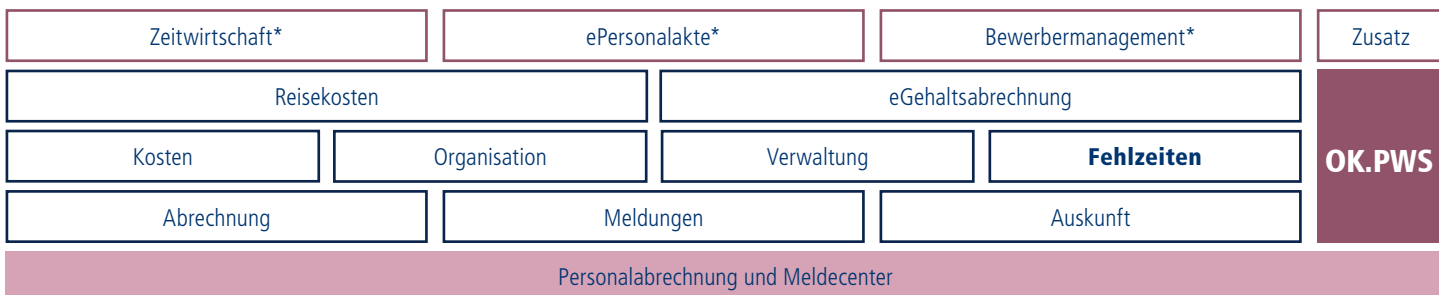 Zeitwirtschaft* ePersonalakte* Bewerbermanagement* Zusatz
Reisekosten eGehaltsabrechnung
Kosten Organisation Verwaltung Fehlzeiten OK.PWS
Abrechnung Meldungen Auskunft
Personalabrechnung und Meldecenter